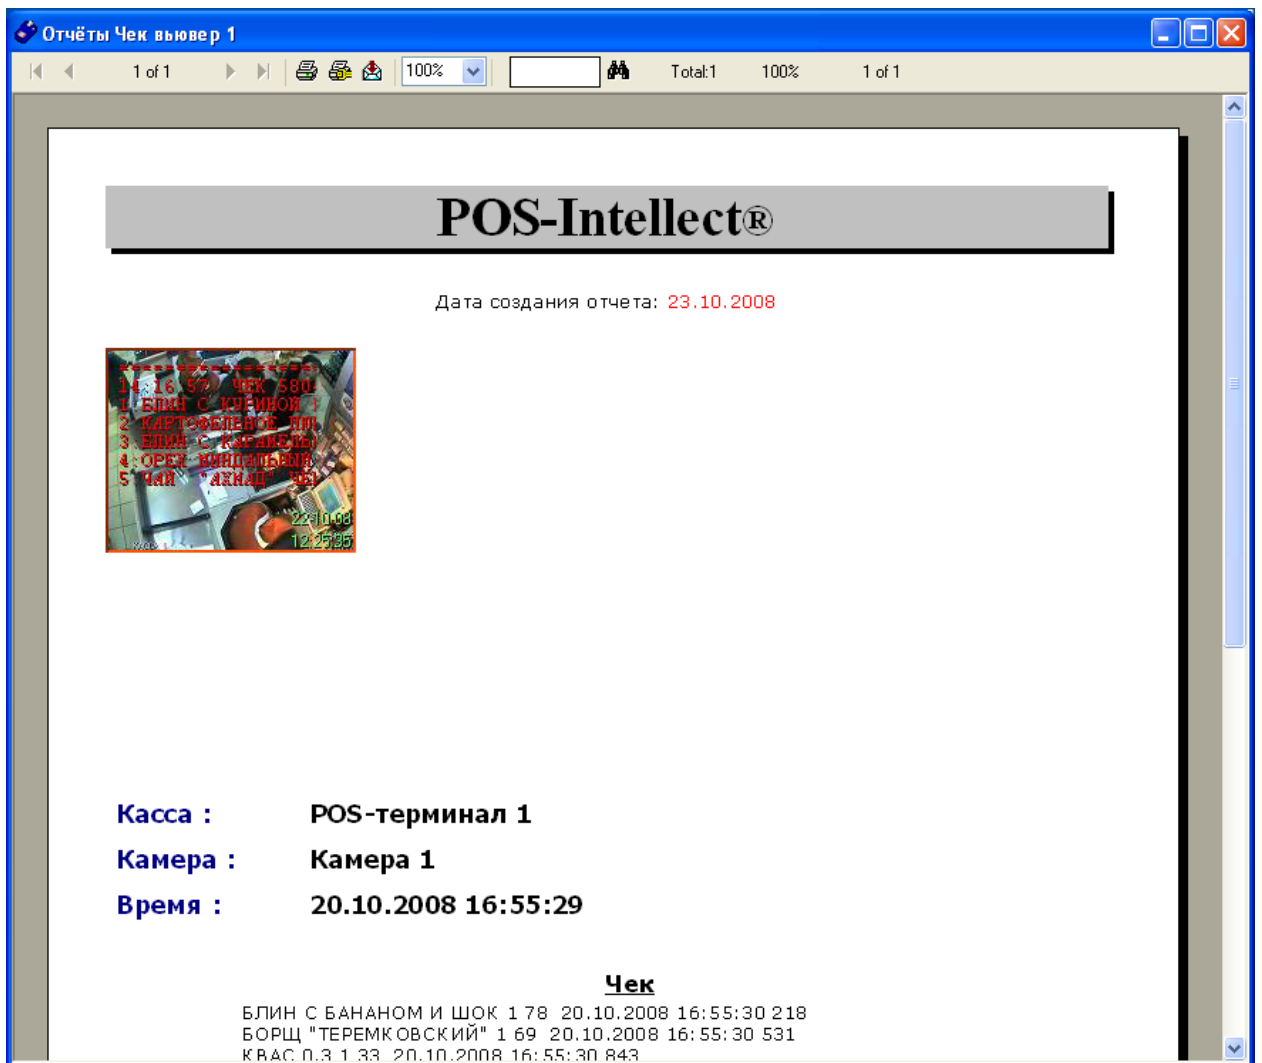 Отчёты Чек вьювер 1
1 of 1 100% Total:1 100% 1 of 1
POS-Intellect®
Дата создания отчета: 23.10.2008
14:16:57 ЧЕК 580
1 БЛИН С КУРИНОЙ
2 КАРТОФЕЛЬНОЕ
3 БЛИН С
4 ОРЕХ МИНДАЛЬНЫЙ
5 ЧАЙ "АХМАД"
22-10-08
12:25:35
Касса : POS-терминал 1
Камера : Камера 1
Время : 20.10.2008 16:55:29
Чек
БЛИН С БАНАНОМ И ШОК 1 78 20.10.2008 16:55:30 218
БОРЩ "ТЕРЕМКОВСКИЙ" 1 69 20.10.2008 16:55:30 531
КВАС 0.3 1 33 20.10.2008 16:55:30 843